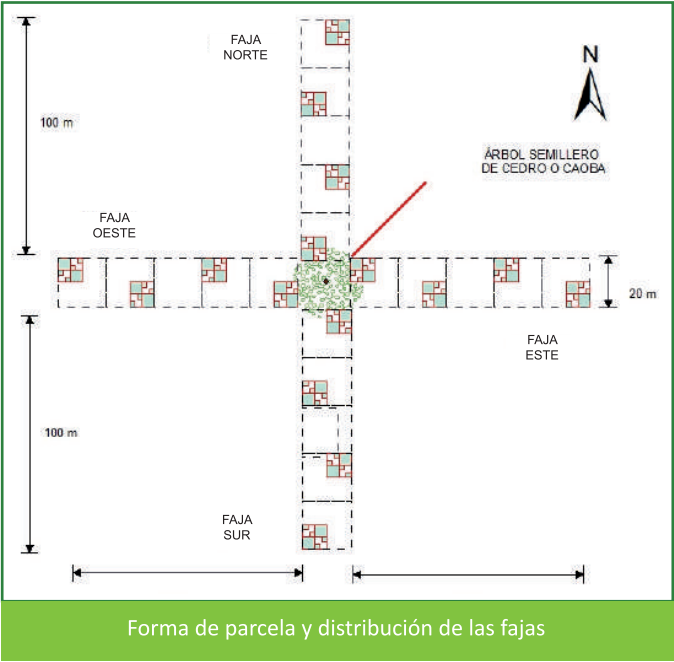 FAJA
NORTE
N
100 m
ÁRBOL SEMILLERO
DE CEDRO O CAOBA
FAJA
OESTE
20 m
FAJA
ESTE
100 m
FAJA
SUR
Forma de parcela y distribución de las fajas